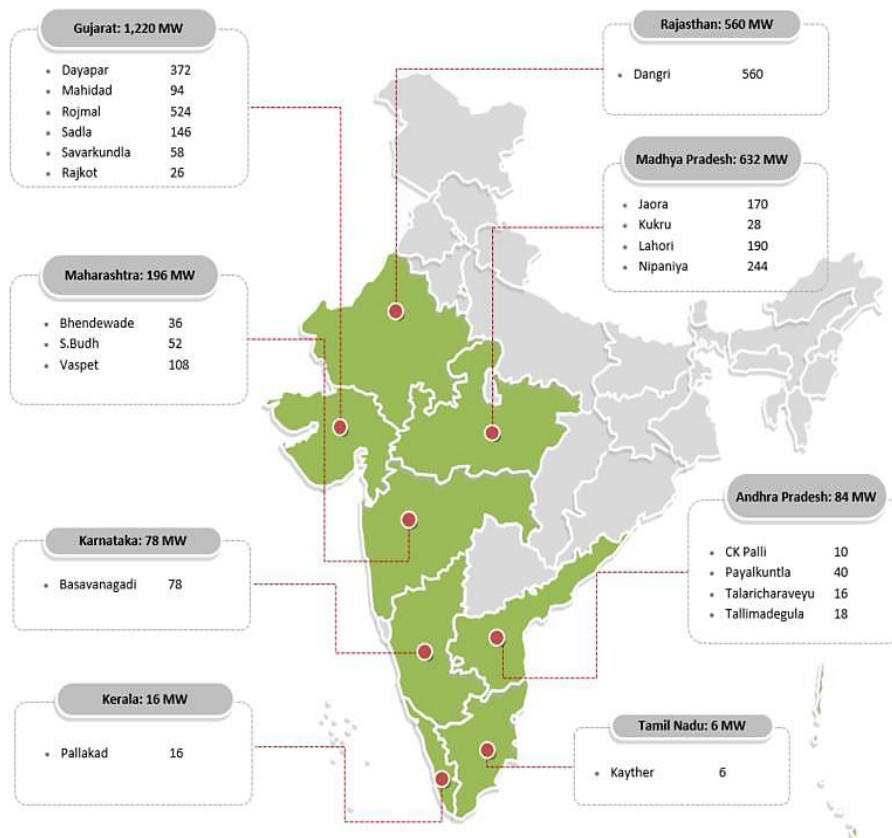 Gujarat: 1,220 MW
• Dayapar 372
• Mahidad 94
• Rojmal 524
• Sadla 146
• Savarkundla 58
• Rajkot 26
Rajasthan: 560 MW
• Dangri 560
Madhya Pradesh: 632 MW
• Jaora 170
• Kukru 28
• Lahori 190
• Nipaniya 244
Maharashtra: 196 MW
• Bhendewade 36
• S.Budh 52
• Vaspet 108
Andhra Pradesh: 84 MW
• CK Palli 10
• Payalkuntla 40
• Talaricharaveyu 16
• Tallimadegula 18
Karnataka: 78 MW
• Basavanagadi 78
Kerala: 16 MW
• Pallakad 16
Tamil Nadu: 6 MW
• Kayther 6